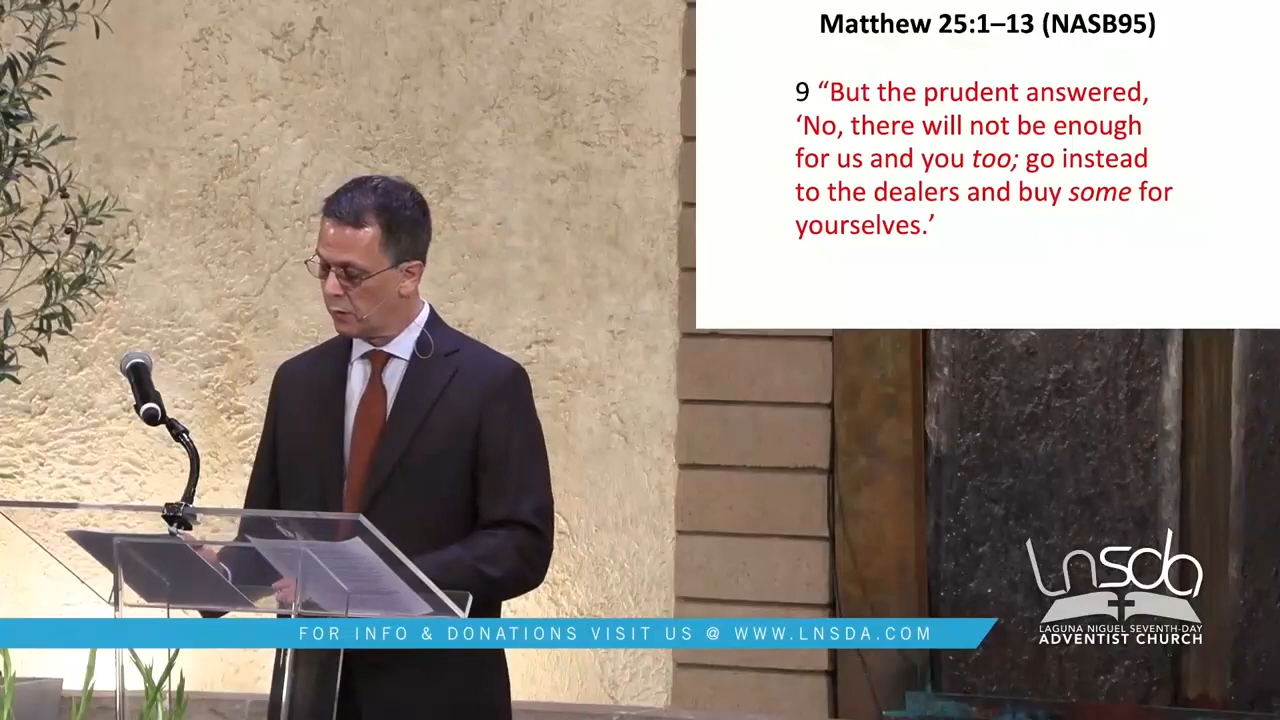 Matthew 25:1–13 (NASB95)
9 “But the prudent answered,
‘No, there will not be enough
for us and you too; go instead
to the dealers and buy some for
yourselves.’
FOR INFO & DONATIONS VISIT US @ WWW.LNSDA.COM
LNSDA
LAGUNA NIGUEL SEVENTH-DAY
ADVENTIST CHURCH